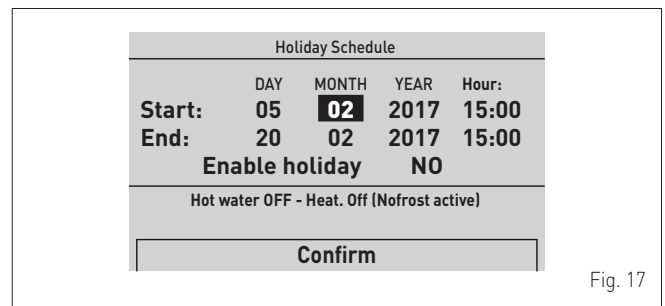 Holiday Schedule
DAY MONTH YEAR Hour:
Start: 05 02 2017 15:00
End: 20 02 2017 15:00
Enable holiday NO
Hot water OFF - Heat. Off (Nofrost active)
Confirm
Fig. 17